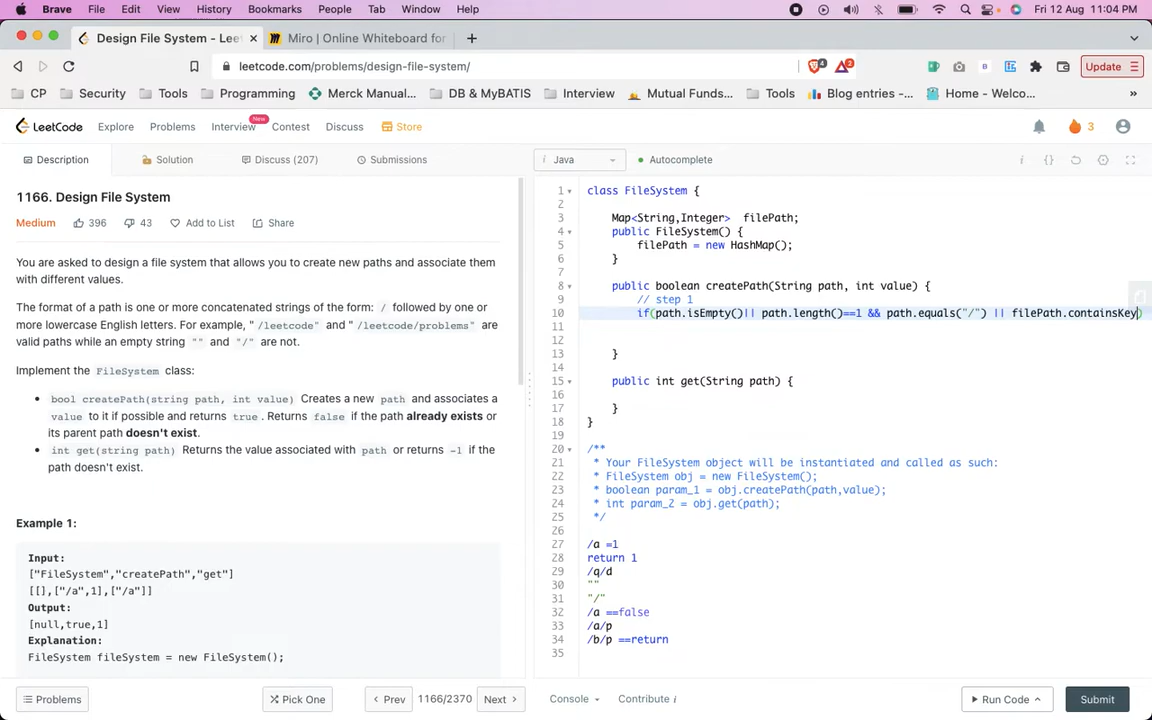 Brave File Edit View History Bookmarks People Tab Window Help Fri 12 Aug 11:04 PM
Design File System - Lee Miro | Online Whiteboard for
leetcode.com/problems/design-file-system/ 4 2 Update
CP Security Tools Programming Merck Manual... DB & MyBATIS Interview Mutual Funds... Tools Blog entries -... Home - Welco... »
LeetCode Explore Problems Interview New Contest Discuss Store 3
Description Solution Discuss (207) Submissions
i Java Autocomplete
1166. Design File System
Medium 396 43 Add to List Share
You are asked to design a file system that allows you to create new paths and associate them
with different values.
The format of a path is one or more concatenated strings of the form: / followed by one or
more lowercase English letters. For example, " /leetcode" and " /leetcode/problems" are
valid paths while an empty string "" and "/" are not.
Implement the FileSystem class:
• bool createPath(string path, int value) Creates a new path and associates a
value to it if possible and returns true. Returns false if the path already exists or
its parent path doesn't exist.
• int get(string path) Returns the value associated with path or returns -1 if the
path doesn't exist.
Example 1:
Input:
["FileSystem","createPath","get"]
[[],["/a",1],["/a"]]
Output:
[null,true,1]
Explanation:
FileSystem fileSystem = new FileSystem();
1 class FileSystem {
2
3 Map<String,Integer> filePath;
4 public FileSystem() {
5 filePath = new HashMap();
6 }
7
8 public boolean createPath(String path, int value) {
9 // step 1
10 if(path.isEmpty()|| path.length()==1 && path.equals("/") || filePath.containsKey)
11
12
13 }
14
15 public int get(String path) {
16
17 }
18 }
19
20 /**
21 * Your FileSystem object will be instantiated and called as such:
22 * FileSystem obj = new FileSystem();
23 * boolean param_1 = obj.createPath(path,value);
24 * int param_2 = obj.get(path);
25 */
26
27 /a =1
28 return 1
29 /q/d
30 ""
31 "/"
32 /a ==false
33 /a/p
34 /b/p ==return
35
Problems Pick One Prev 1166/2370 Next Console Contribute i Run Code Submit